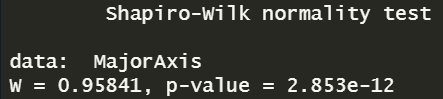 Shapiro-Wilk normality test
data:  MajorAxis
W = 0.95841, p-value = 2.853e-12